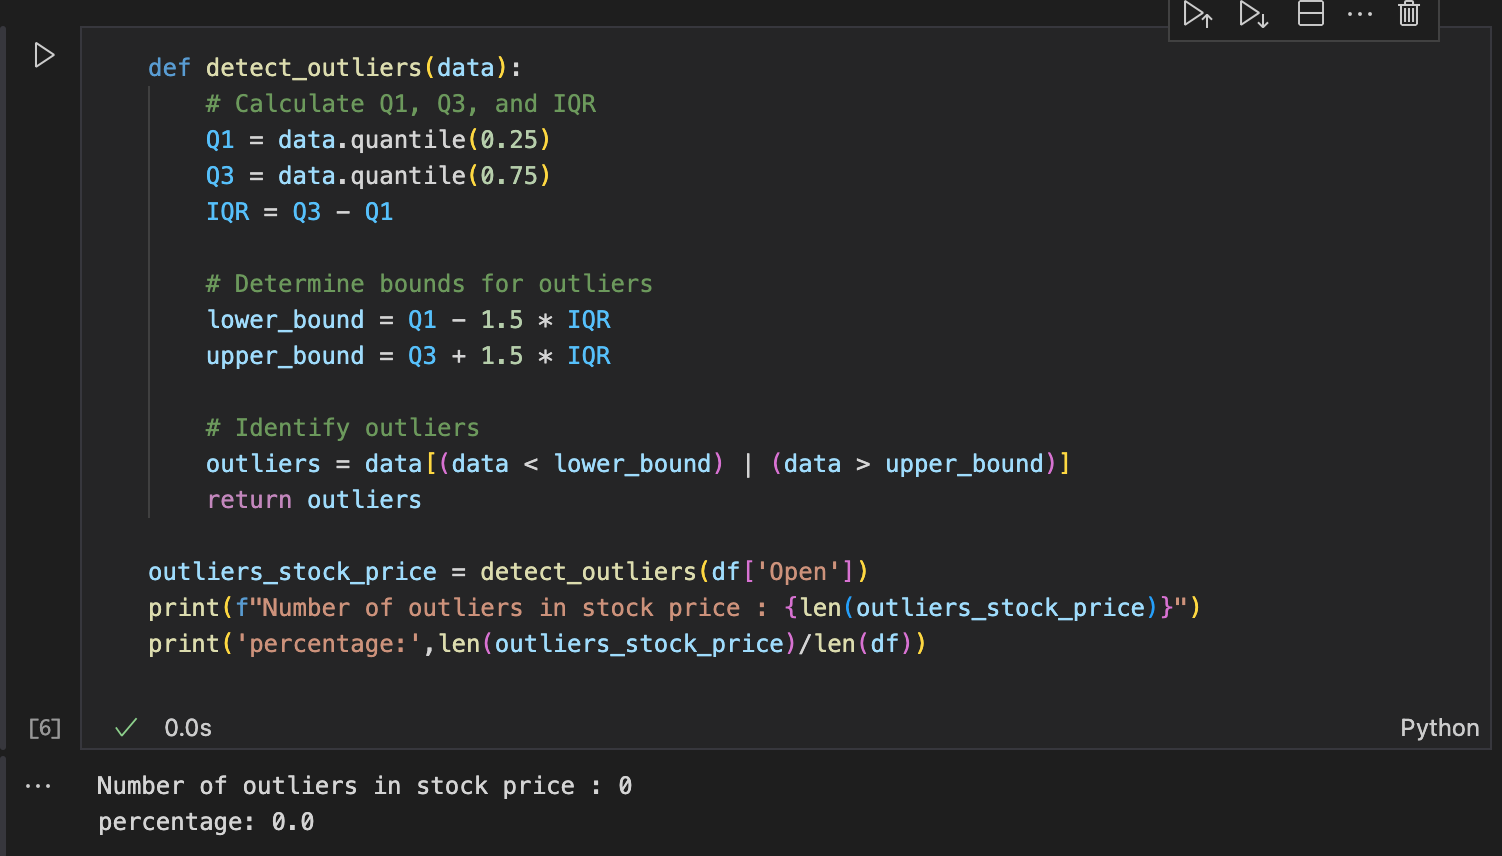 def detect_outliers(data):
    # Calculate Q1, Q3, and IQR
    Q1 = data.quantile(0.25)
    Q3 = data.quantile(0.75)
    IQR = Q3 - Q1

    # Determine bounds for outliers
    lower_bound = Q1 - 1.5 * IQR
    upper_bound = Q3 + 1.5 * IQR

    # Identify outliers
    outliers = data[(data < lower_bound) | (data > upper_bound)]
    return outliers

outliers_stock_price = detect_outliers(df['Open'])
print(f"Number of outliers in stock price : {len(outliers_stock_price)}")
print('percentage:',len(outliers_stock_price)/len(df))
[6] 0.0s Python
Number of outliers in stock price : 0
percentage: 0.0